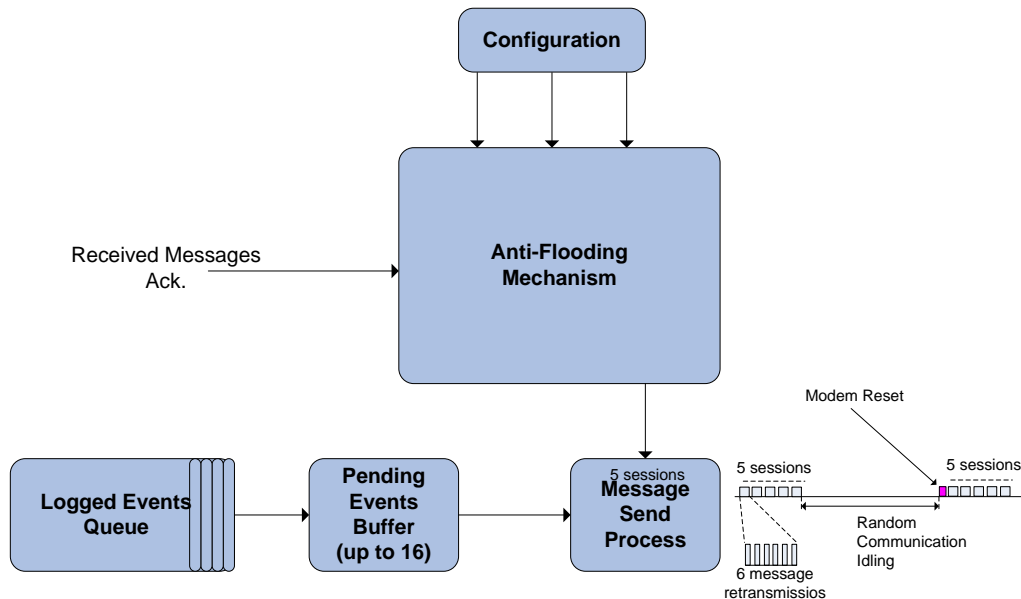 Configuration
Anti-Flooding
Mechanism
Received Messages
Ack.
Modem Reset
Logged Events
Queue
Pending
Events
Buffer
(up to 16)
5 sessions
Message
Send
Process
5 sessions
5 sessions
Random
Communication
Idling
6 message
retransmissios